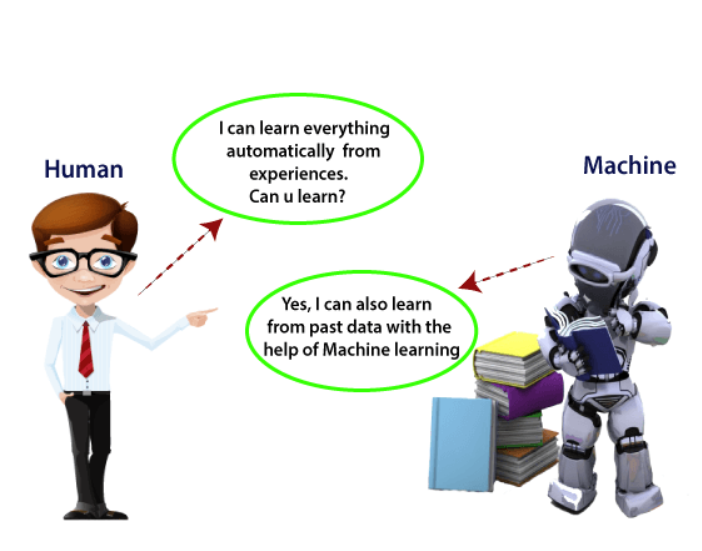 Human
I can learn everything
automatically from
experiences.
Can u learn?
Machine
Yes, I can also learn
from past data with the
help of Machine learning